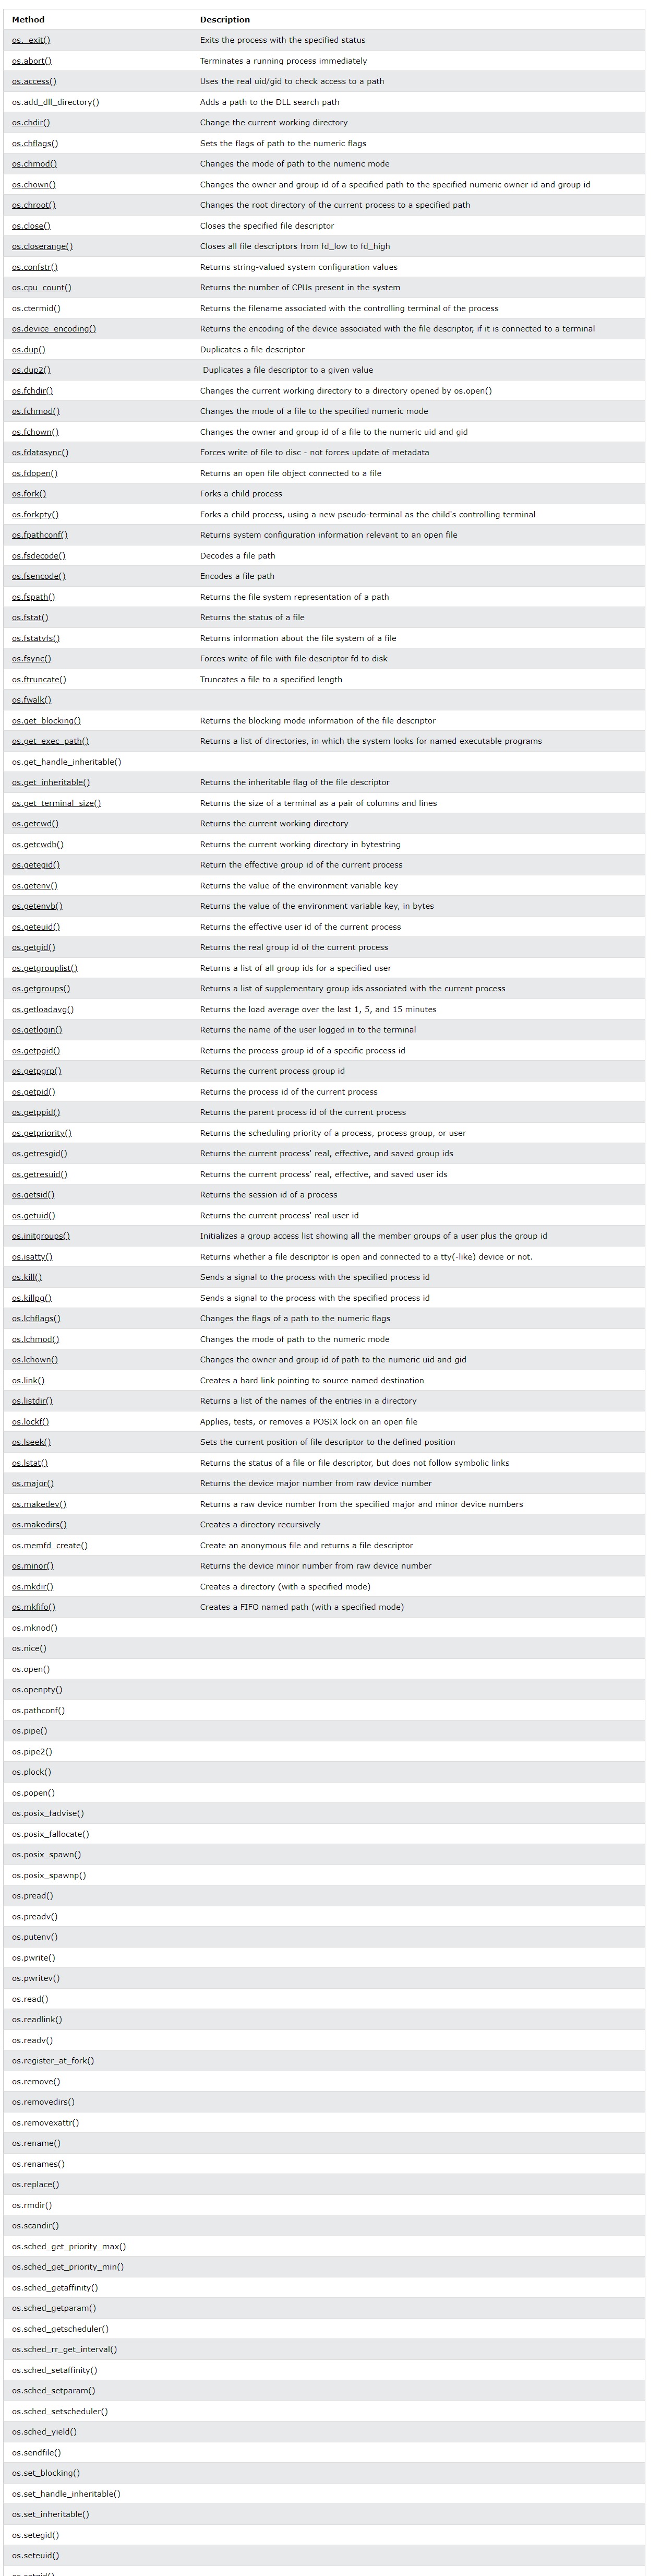 Method Description
os._exit() Exits the process with the specified status
os.abort() Terminates a running process immediately
os.access() Uses the real uid/gid to check access to a path
os.add_dll_directory() Adds a path to the DLL search path
os.chdir() Change the current working directory
os.chflags() Sets the flags of path to the numeric flags
os.chmod() Changes the mode of path to the numeric mode
os.chown() Changes the owner and group id of a specified path to the specified numeric owner id and group id
os.chroot() Changes the root directory of the current process to a specified path
os.close() Closes the specified file descriptor
os.closerange() Closes all file descriptors from fd_low to fd_high
os.confstr() Returns string-valued system configuration values
os.cpu_count() Returns the number of CPUs present in the system
os.ctermid() Returns the filename associated with the controlling terminal of the process
os.device_encoding() Returns the encoding of the device associated with the file descriptor, if it is connected to a terminal
os.dup() Duplicates a file descriptor
os.dup2() Duplicates a file descriptor to a given value
os.fchdir() Changes the current working directory to a directory opened by os.open()
os.fchmod() Changes the mode of a file to the specified numeric mode
os.fchown() Changes the owner and group id of a file to the numeric uid and gid
os.fdatasync() Forces write of file to disc - not forces update of metadata
os.fdopen() Returns an open file object connected to a file
os.fork() Forks a child process
os.forkpty() Forks a child process, using a new pseudo-terminal as the child's controlling terminal
os.fpathconf() Returns system configuration information relevant to an open file
os.fsdecode() Decodes a file path
os.fsencode() Encodes a file path
os.fspath() Returns the file system representation of a path
os.fstat() Returns the status of a file
os.fstatvfs() Returns information about the file system of a file
os.fsync() Forces write of file with file descriptor fd to disk
os.ftruncate() Truncates a file to a specified length
os.fwalk()
os.get_blocking() Returns the blocking mode information of the file descriptor
os.get_exec_path() Returns a list of directories, in which the system looks for named executable programs
os.get_handle_inheritable()
os.get_inheritable() Returns the inheritable flag of the file descriptor
os.get_terminal_size() Returns the size of a terminal as a pair of columns and lines
os.getcwd() Returns the current working directory
os.getcwdb() Returns the current working directory in bytestring
os.getegid() Return the effective group id of the current process
os.getenv() Returns the value of the environment variable key
os.getenvb() Returns the value of the environment variable key, in bytes
os.geteuid() Returns the effective user id of the current process
os.getgid() Returns the real group id of the current process
os.getgrouplist() Returns a list of all group ids for a specified user
os.getgroups() Returns a list of supplementary group ids associated with the current process
os.getloadavg() Returns the load average over the last 1, 5, and 15 minutes
os.getlogin() Returns the name of the user logged in to the terminal
os.getpgid() Returns the process group id of a specific process id
os.getpgrp() Returns the current process group id
os.getpid() Returns the process id of the current process
os.getppid() Returns the parent process id of the current process
os.getpriority() Returns the scheduling priority of a process, process group, or user
os.getresgid() Returns the current process' real, effective, and saved group ids
os.getresuid() Returns the current process' real, effective, and saved user ids
os.getsid() Returns the session id of a process
os.getuid() Returns the current process' real user id
os.initgroups() Initializes a group access list showing all the member groups of a user plus the group id
os.isatty() Returns whether a file descriptor is open and connected to a tty(-like) device or not.
os.kill() Sends a signal to the process with the specified process id
os.killpg() Sends a signal to the process with the specified process id
os.lchflags() Changes the flags of a path to the numeric flags
os.lchmod() Changes the mode of path to the numeric mode
os.lchown() Changes the owner and group id of path to the numeric uid and gid
os.link() Creates a hard link pointing to source named destination
os.listdir() Returns a list of the names of the entries in a directory
os.lockf() Applies, tests, or removes a POSIX lock on an open file
os.lseek() Sets the current position of file descriptor to the defined position
os.lstat() Returns the status of a file or file descriptor, but does not follow symbolic links
os.major() Returns the device major number from raw device number
os.makedev() Returns a raw device number from the specified major and minor device numbers
os.makedirs() Creates a directory recursively
os.memfd_create() Create an anonymous file and returns a file descriptor
os.minor() Returns the device minor number from raw device number
os.mkdir() Creates a directory (with a specified mode)
os.mkfifo() Creates a FIFO named path (with a specified mode)
os.mknod()
os.nice()
os.open()
os.openpty()
os.pathconf()
os.pipe()
os.pipe2()
os.plock()
os.popen()
os.posix_fadvise()
os.posix_fallocate()
os.posix_spawn()
os.posix_spawnp()
os.pread()
os.preadv()
os.putenv()
os.pwrite()
os.pwritev()
os.read()
os.readlink()
os.readv()
os.register_at_fork()
os.remove()
os.removedirs()
os.removexattr()
os.rename()
os.renames()
os.replace()
os.rmdir()
os.scandir()
os.sched_get_priority_max()
os.sched_get_priority_min()
os.sched_getaffinity()
os.sched_getparam()
os.sched_getscheduler()
os.sched_rr_get_interval()
os.sched_setaffinity()
os.sched_setparam()
os.sched_setscheduler()
os.sched_yield()
os.sendfile()
os.set_blocking()
os.set_handle_inheritable()
os.set_inheritable()
os.setegid()
os.seteuid()